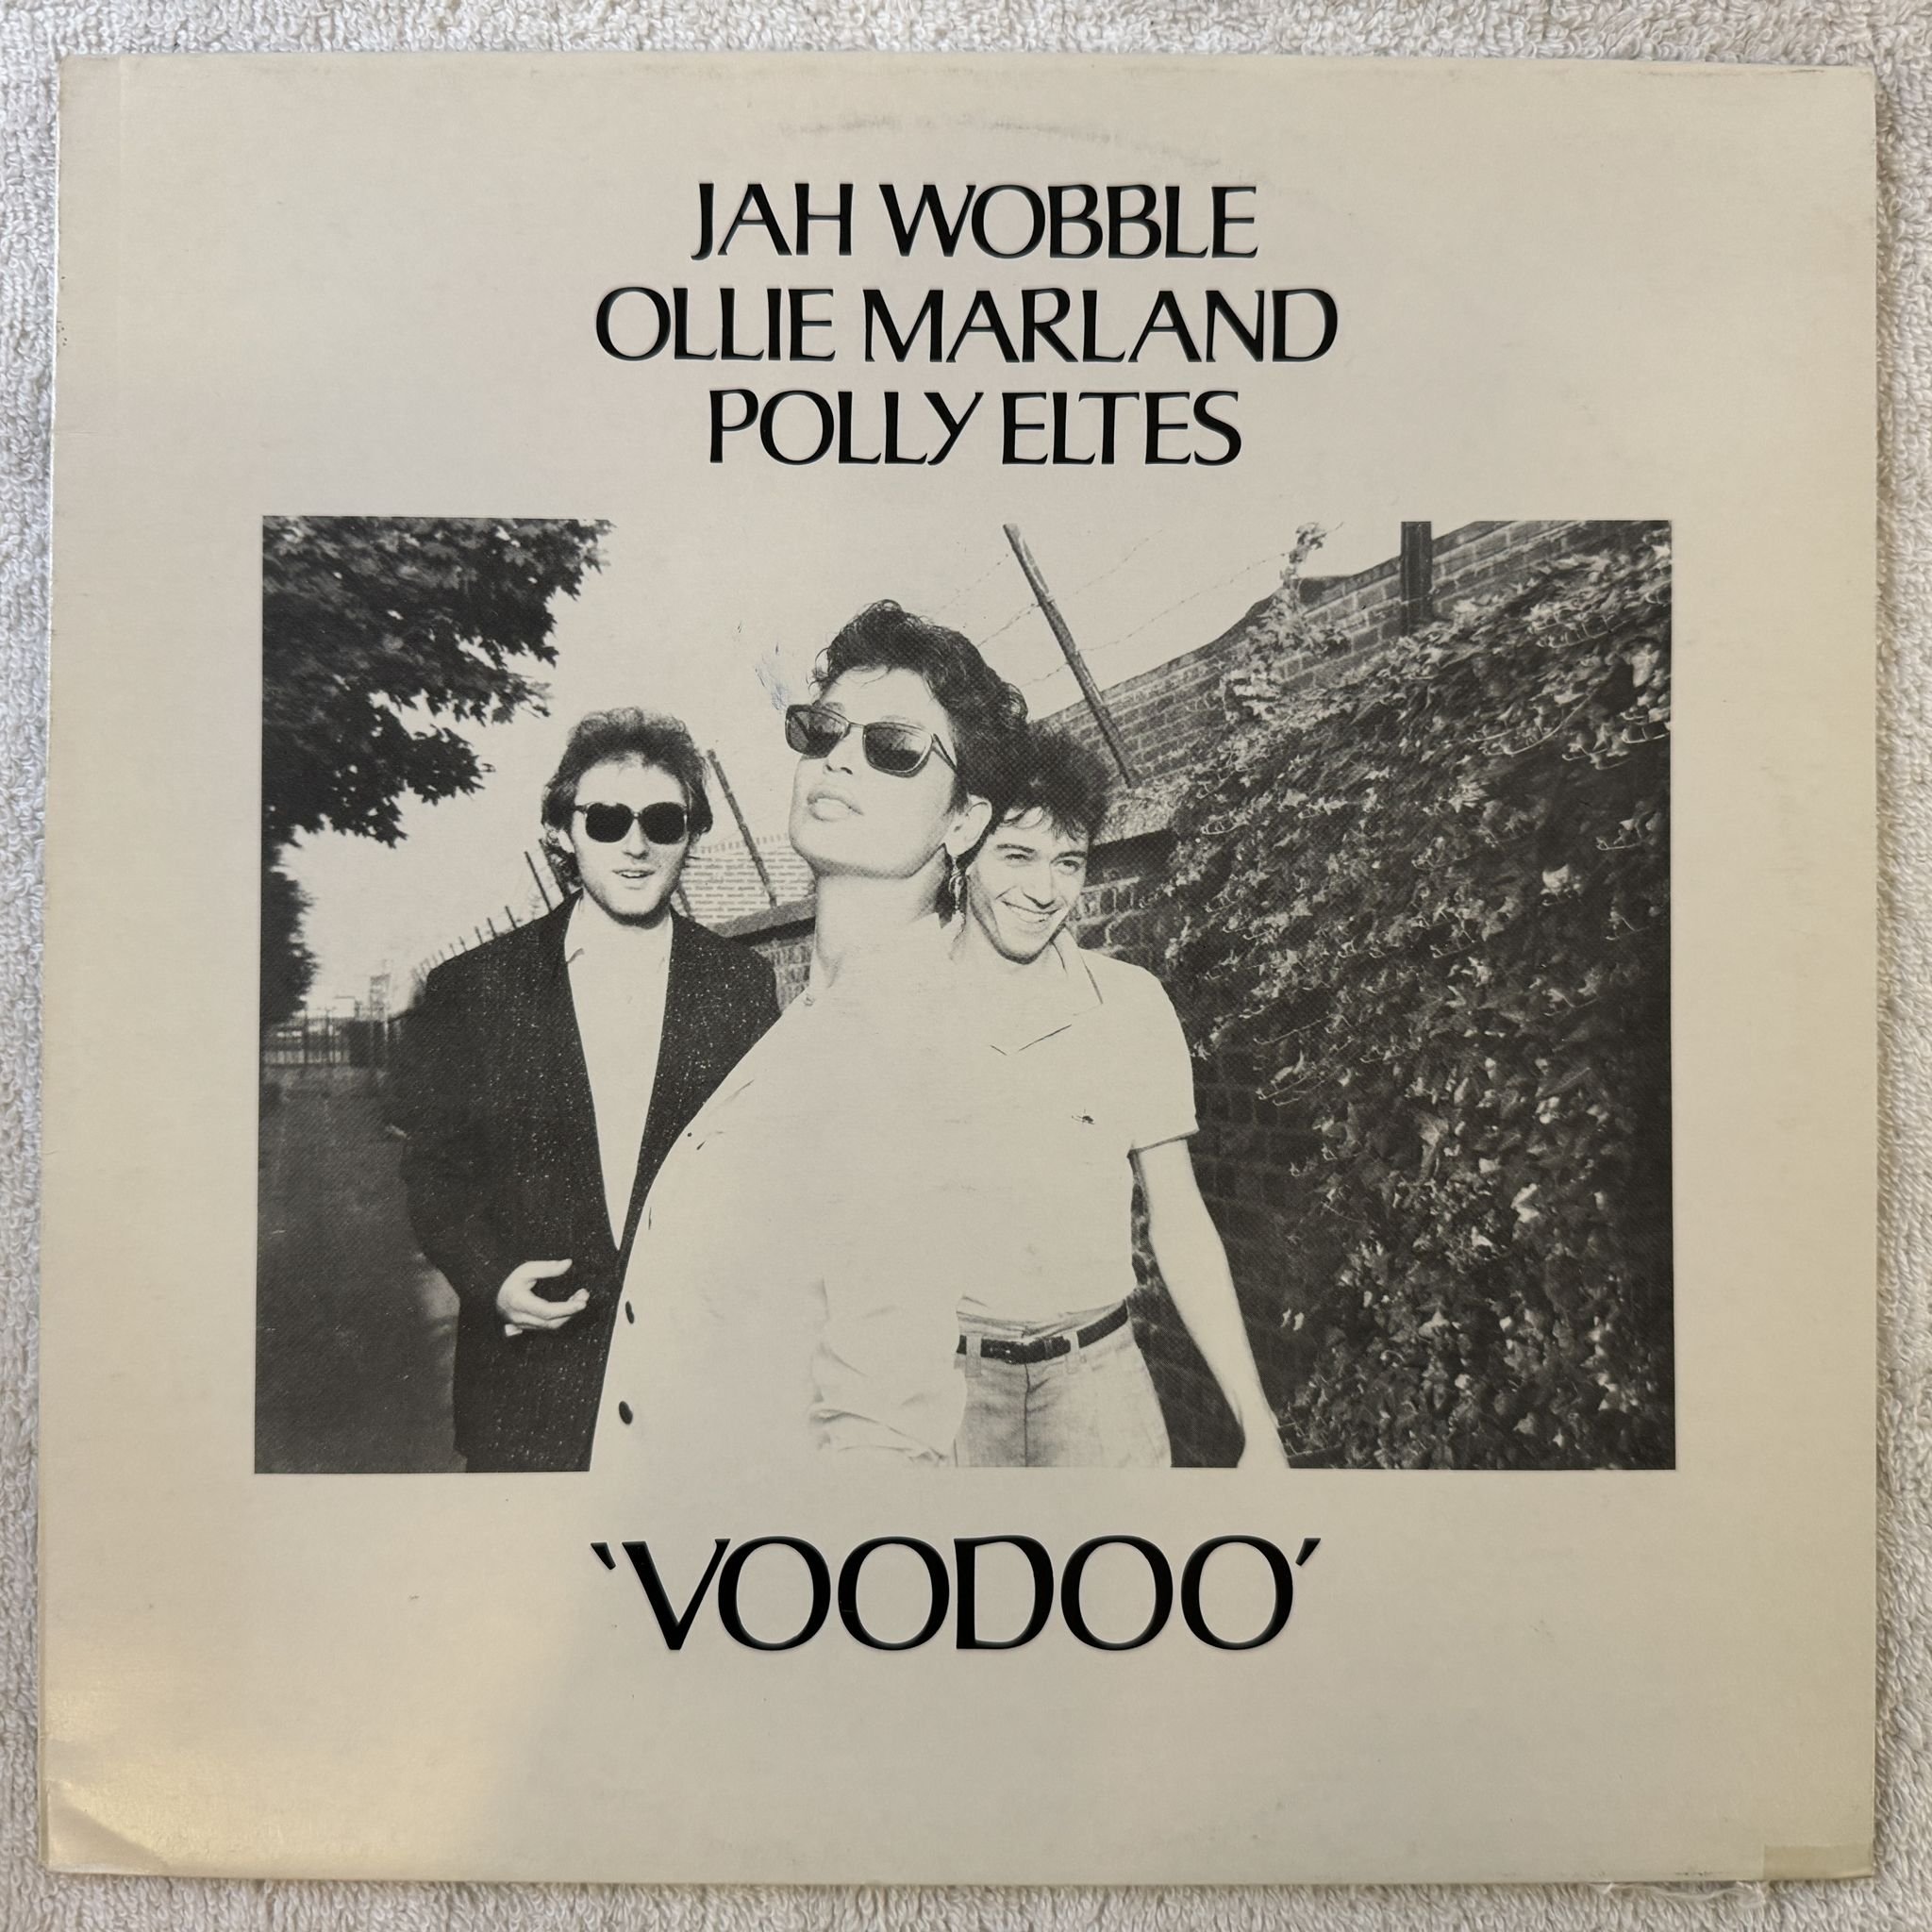 JAH WOBBLE
OLLIE MARLAND
POLLY ELTES
'VOODOO'